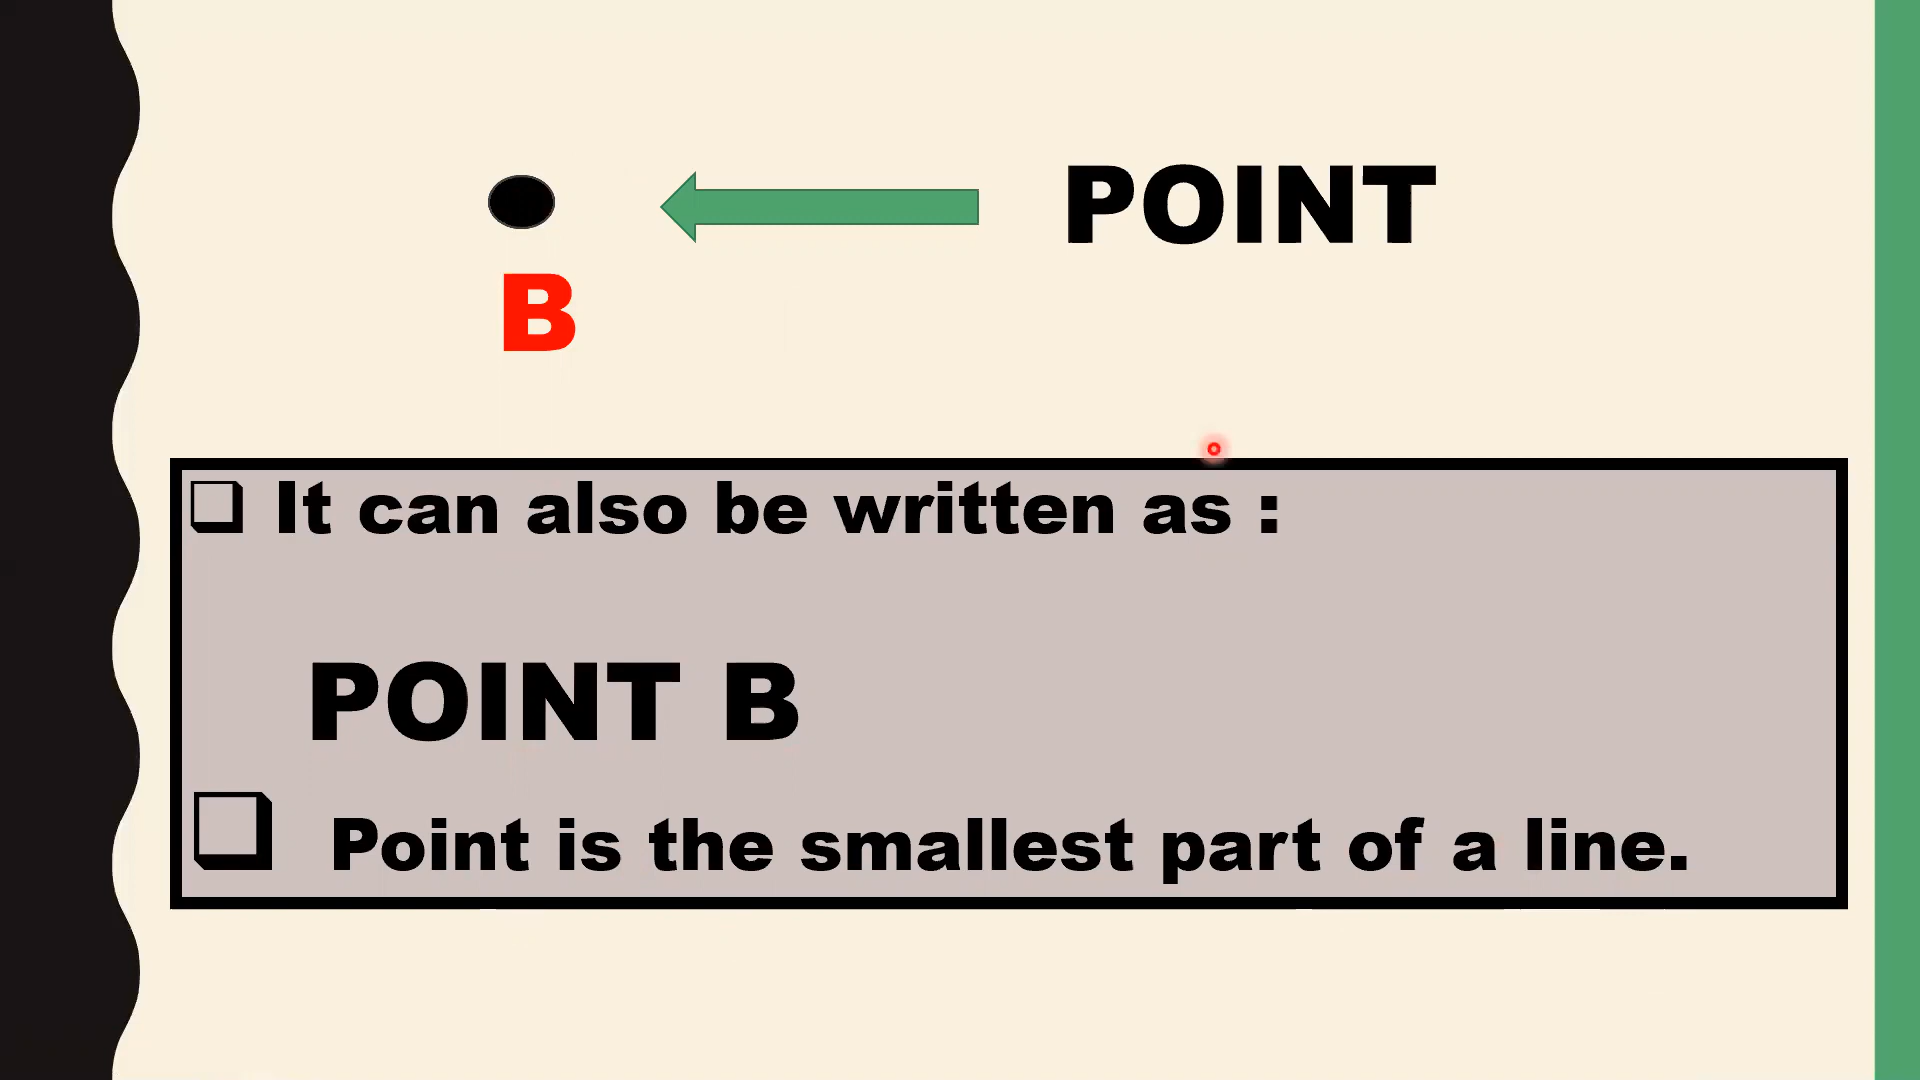 POINT
B
It can also be written as :
POINT B
Point is the smallest part of a line.